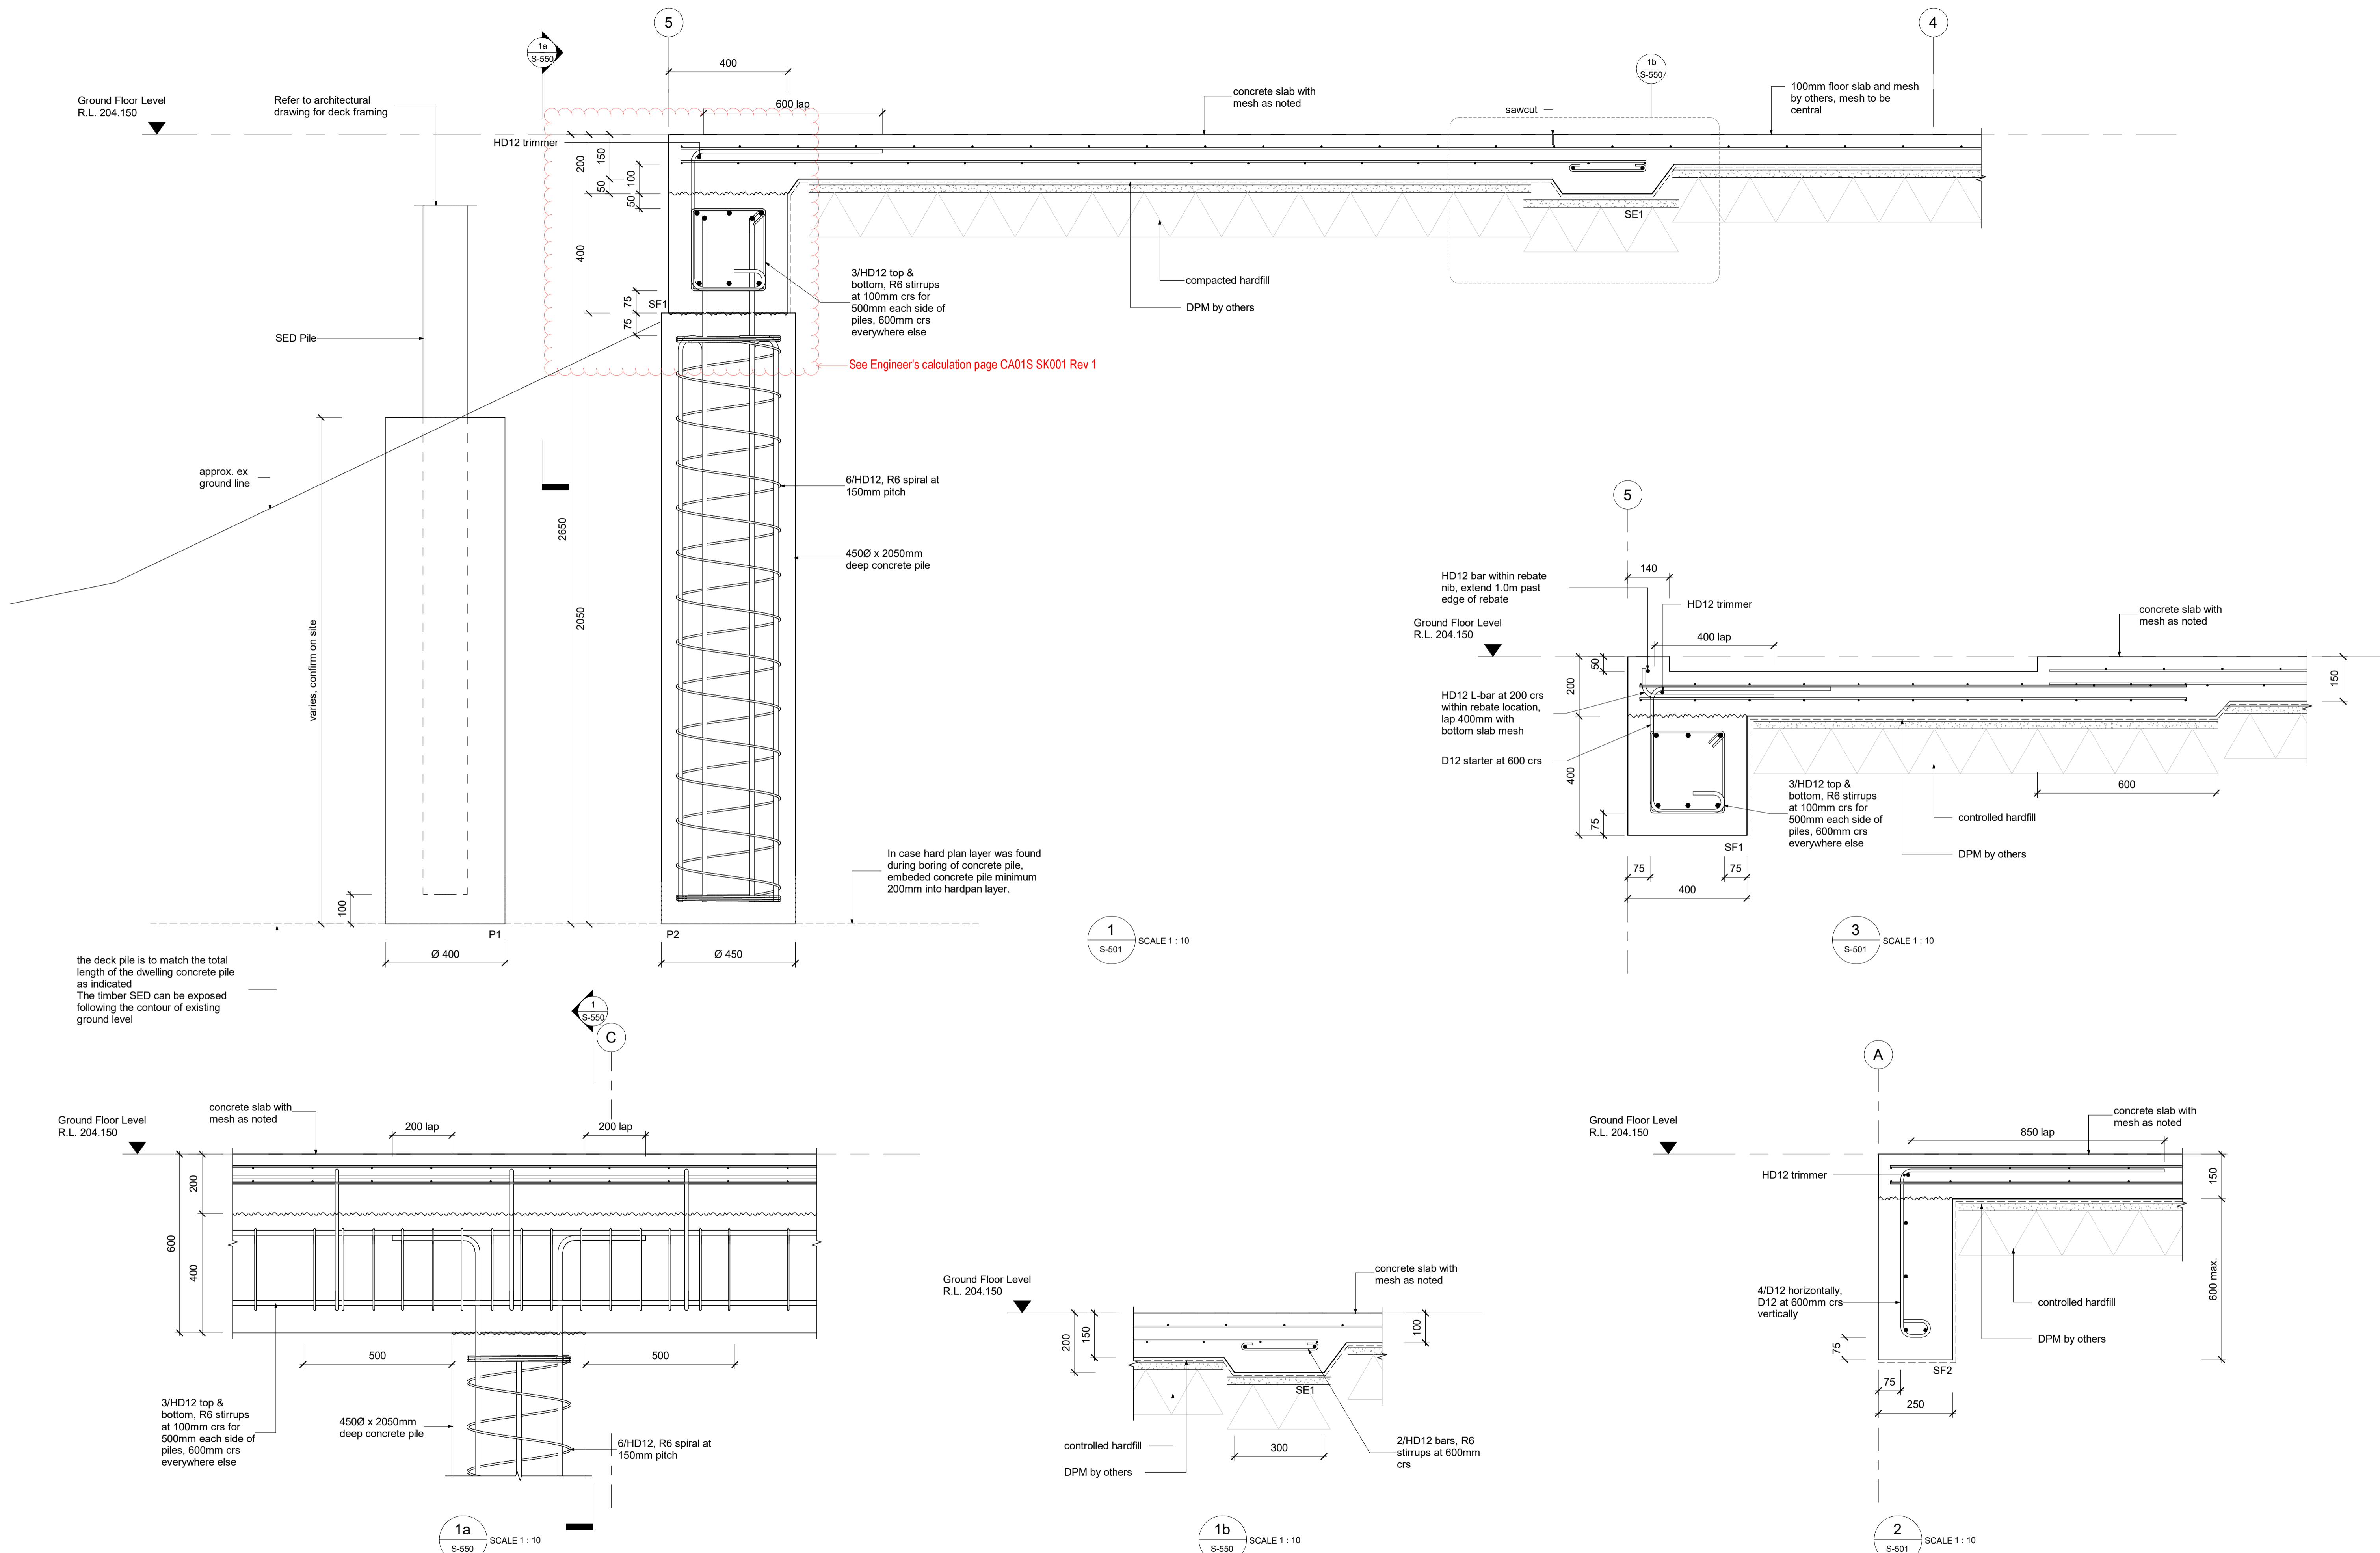 5
4
1a
S-550
1b
S-550
400
600 lap
Ground Floor Level
R.L. 204.150
Refer to architectural
drawing for deck framing
concrete slab with
mesh as noted
sawcut
100mm floor slab and mesh
by others, mesh to be
central
HD12 trimmer
200
150
50
100
50
400
75
75
SF1
SE1
3/HD12 top &
bottom, R6 stirrups
at 100mm crs for
500mm each side of
piles, 600mm crs
everywhere else
compacted hardfill
DPM by others
SED Pile
See Engineer's calculation page CA01S SK001 Rev 1
approx. ex
ground line
6/HD12, R6 spiral at
150mm pitch
2650
450Ø x 2050mm
deep concrete pile
2050
varies, confirm on site
In case hard plan layer was found
during boring of concrete pile,
embeded concrete pile minimum
200mm into hardpan layer.
100
P1
P2
Ø 400
Ø 450
the deck pile is to match the total
length of the dwelling concrete pile
as indicated
The timber SED can be exposed
following the contour of existing
ground level
1
S-501
SCALE 1 : 10
5
140
HD12 bar within rebate
nib, extend 1.0m past
edge of rebate
HD12 trimmer
Ground Floor Level
R.L. 204.150
400 lap
concrete slab with
mesh as noted
50
200
150
HD12 L-bar at 200 crs
within rebate location,
lap 400mm with
bottom slab mesh
D12 starter at 600 crs
400
75
3/HD12 top &
bottom, R6 stirrups
at 100mm crs for
500mm each side of
piles, 600mm crs
everywhere else
600
controlled hardfill
DPM by others
SF1
75
75
400
3
S-501
SCALE 1 : 10
1
S-550
C
Ground Floor Level
R.L. 204.150
concrete slab with
mesh as noted
200 lap
200 lap
200
600
400
500
500
3/HD12 top &
bottom, R6 stirrups
at 100mm crs for
500mm each side of
piles, 600mm crs
everywhere else
450Ø x 2050mm
deep concrete pile
6/HD12, R6 spiral at
150mm pitch
1a
S-550
SCALE 1 : 10
Ground Floor Level
R.L. 204.150
concrete slab with
mesh as noted
200
150
100
SE1
controlled hardfill
DPM by others
300
2/HD12 bars, R6
stirrups at 600mm
crs
1b
S-550
SCALE 1 : 10
A
Ground Floor Level
R.L. 204.150
concrete slab with
mesh as noted
850 lap
HD12 trimmer
150
4/D12 horizontally,
D12 at 600mm crs
vertically
600 max.
controlled hardfill
DPM by others
75
SF2
75
250
2
S-501
SCALE 1 : 10